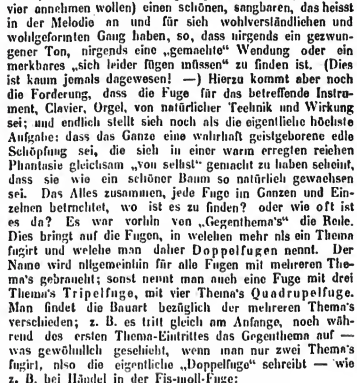 vier annehmen wollen) einen schönen, sangbaren, das heisst
in der Melodie an und für sich wohlverständlichen und
wohlgeformten Gang haben, so, dass nirgends ein gezwun-
gener Ton, nirgends eine „gemachte" Wendung oder ein
merkbares „sich leider fügen müssen" zu finden ist. (Dies
ist kaum jemals dagewesen! —) Hierzu kommt aber noch
die Forderung, dass die Fuge für das betreffende Instru-
ment, Clavier, Orgel, von natürlicher Technik und Wirkung
sei; und endlich stellt sich noch als die eigentliche höchste
Aufgabe: dass das Ganze eine wahrhaft geistgeborene edle
Schöpfung sei, die sich in einer warm erregten reichen
Phantasie gleichsam „von selbst" gemacht zu haben scheint,
dass sie wie ein schöner Baum so natürlich gewachsen
sei. Das Alles zusammen, jede Fuge im Ganzen und Ein-
zelnen betrachtet, wo ist es zu finden? oder wie oft ist
es da? Es war vorhin von „Gegenthema's" die Rede.
Dies bringt auf die Fugen, in welchen mehr als ein Thema
fugirt und welche man daher Doppelfugen nennt. Der
Name wird allgemeinhin für alle Fugen mit mehreren The-
ma's gebraucht; sonst nennt man auch eine Fuge mit drei
Thema's Tripelfuge, mit vier Thema's Quadrupelfuge.
Man findet die Bauart bezüglich der mehreren Thema's
verschieden; z. B. es tritt gleich am Anfange, noch wäh-
rend des ersten Thema-Eintrittes das Gegenthema auf —
was gewöhnlich geschieht, wenn man nur zwei Thema's
fugirt, also die eigentliche „Doppelfuge" schreibt – wie
z. B. bei Händel in der Fis-moll-Fuge: